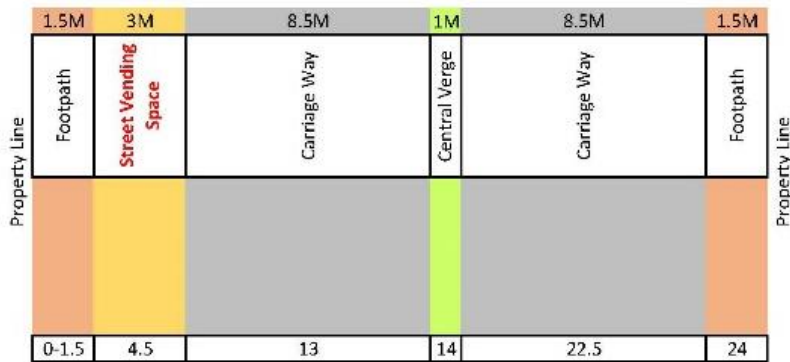 1.5M 3M 8.5M 1M 8.5M 1.5M
Property Line
Footpath
Street Vending
Space
Carriage Way
Central Verge
Carriage Way
Footpath
Property Line
0-1.5 4.5 13 14 22.5 24